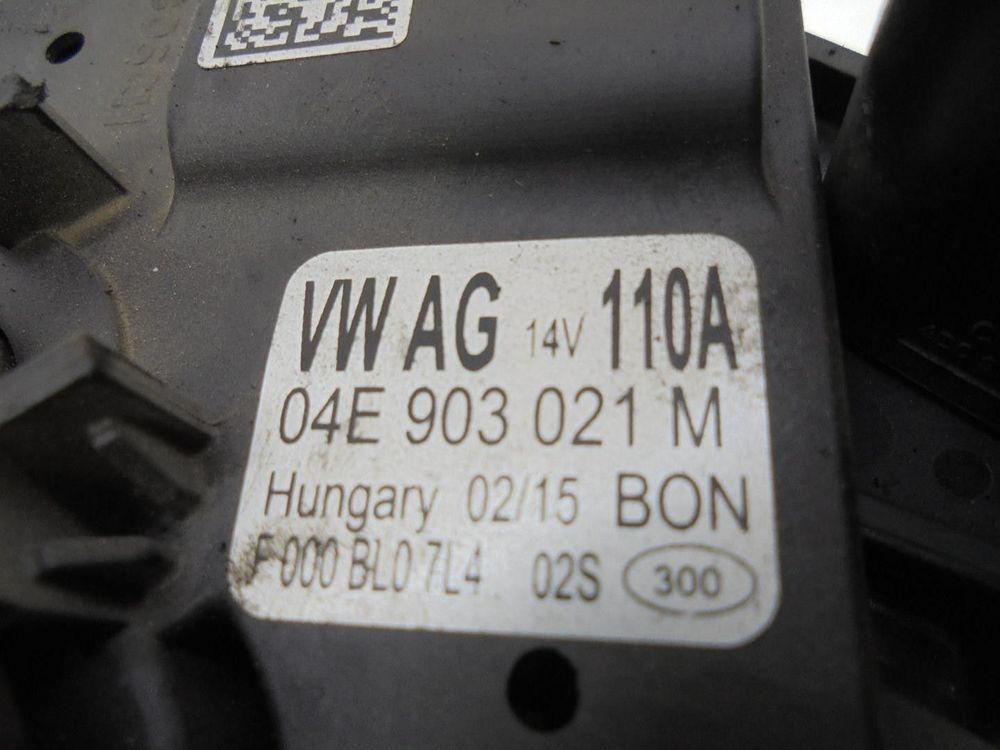 VW AG 14V 110A
04E 903 021 M
Hungary 02/15 BON
F 000 BL0 7L4 02S 300